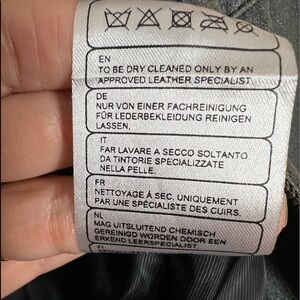 EN
TO BE DRY CLEANED ONLY BY AN
APPROVED LEATHER SPECIALIST.
DE
NUR VON EINER FACHREINIGUNG
FÜR LEDERBEKLEIDUNG REINIGEN
LASSEN.
IT
FAR LAVARE A SECCO SOLTANTO
DA TINTORIE SPECIALIZZATE
NELLA PELLE.
FR
NETTOYAGE À SEC, UNIQUEMENT
PAR UNE SPÉCIALISTE DES CUIRS.
NL
MAG UITSLUITEND CHEMISCH
GEREINIGD WORDEN DOOR EEN
ERKEND LEERSPECIALIST.
FI